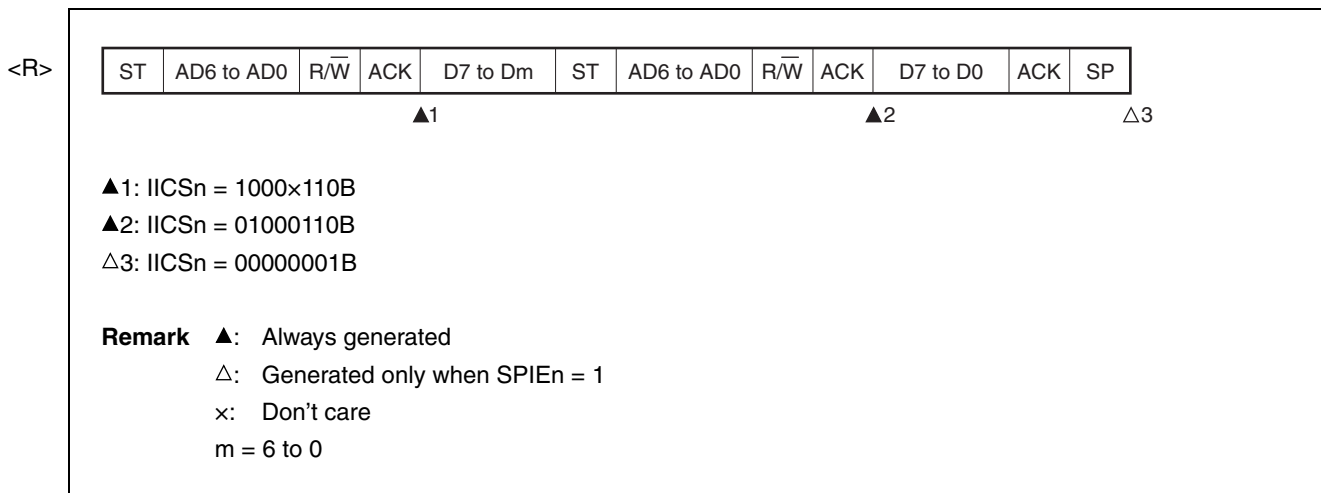 <R>
ST AD6 to AD0 R/W̅ ACK D7 to Dm ST AD6 to AD0 R/W̅ ACK D7 to D0 ACK SP
▲1 ▲2 △3
▲1: IICSn = 1000×110B
▲2: IICSn = 01000110B
△3: IICSn = 00000001B
Remark ▲: Always generated
△: Generated only when SPIEn = 1
×: Don't care
m = 6 to 0